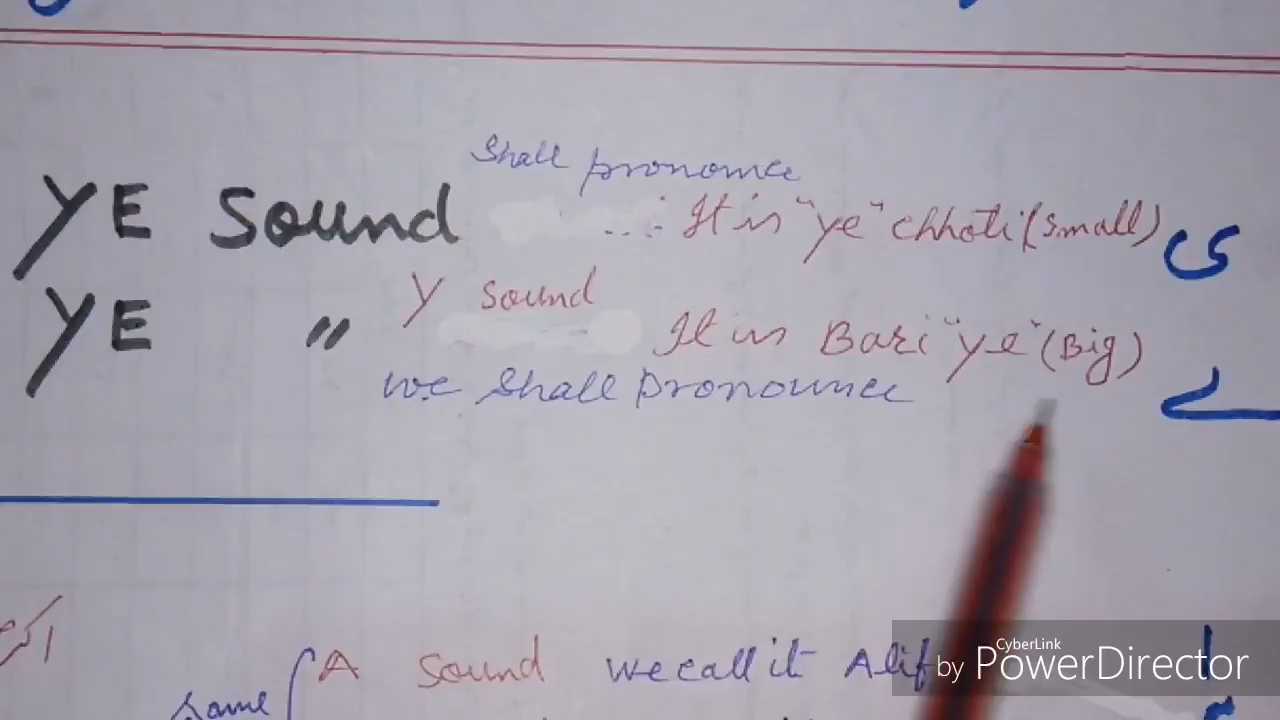 Shall pronomce
YE Sound ...: It is "ye" chhoti (Small) ی
Y sound
YE " It is Bari "ye" (Big) ے
we Shall Pronounce
A Sound we call it Alif ا
Same
CyberLink
by PowerDirector